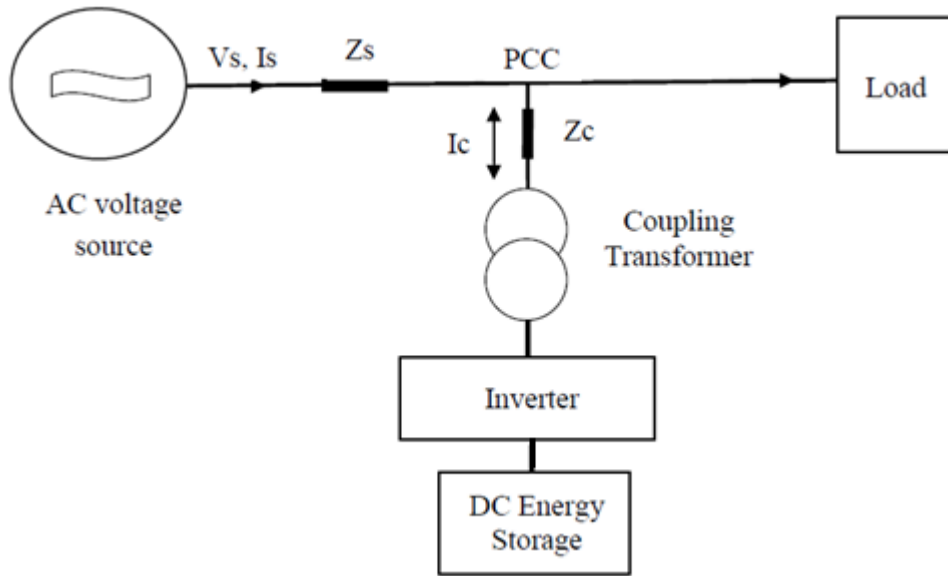 Vs, Is
Zs
PCC
Load
Ic
Zc
AC voltage
source
Coupling
Transformer
Inverter
DC Energy
Storage